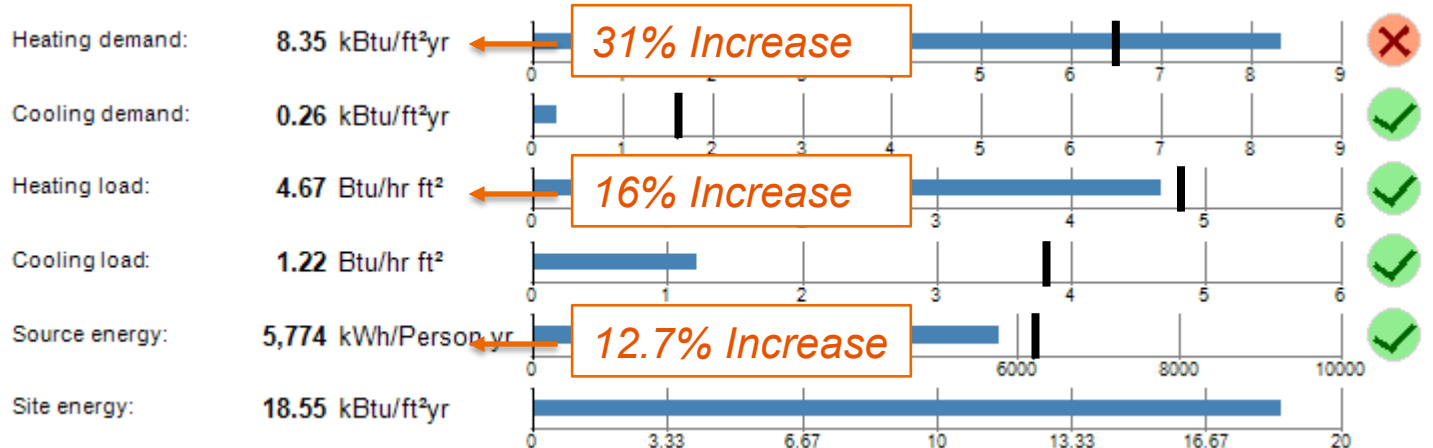 Heating demand: 8.35 kBtu/ft²yr 31% Increase
0 5 6 7 8 9
Cooling demand: 0.26 kBtu/ft²yr
0 1 2 3 4 5 6 7 8 9
Heating load: 4.67 Btu/hr ft² 16% Increase
0 3 4 5 6
Cooling load: 1.22 Btu/hr ft²
0 1 2 3 4 5 6
Source energy: 5,774 kWh/Person yr 12.7% Increase
0 6000 8000 10000
Site energy: 18.55 kBtu/ft²yr
0 3.33 6.67 10 13.33 16.67 20